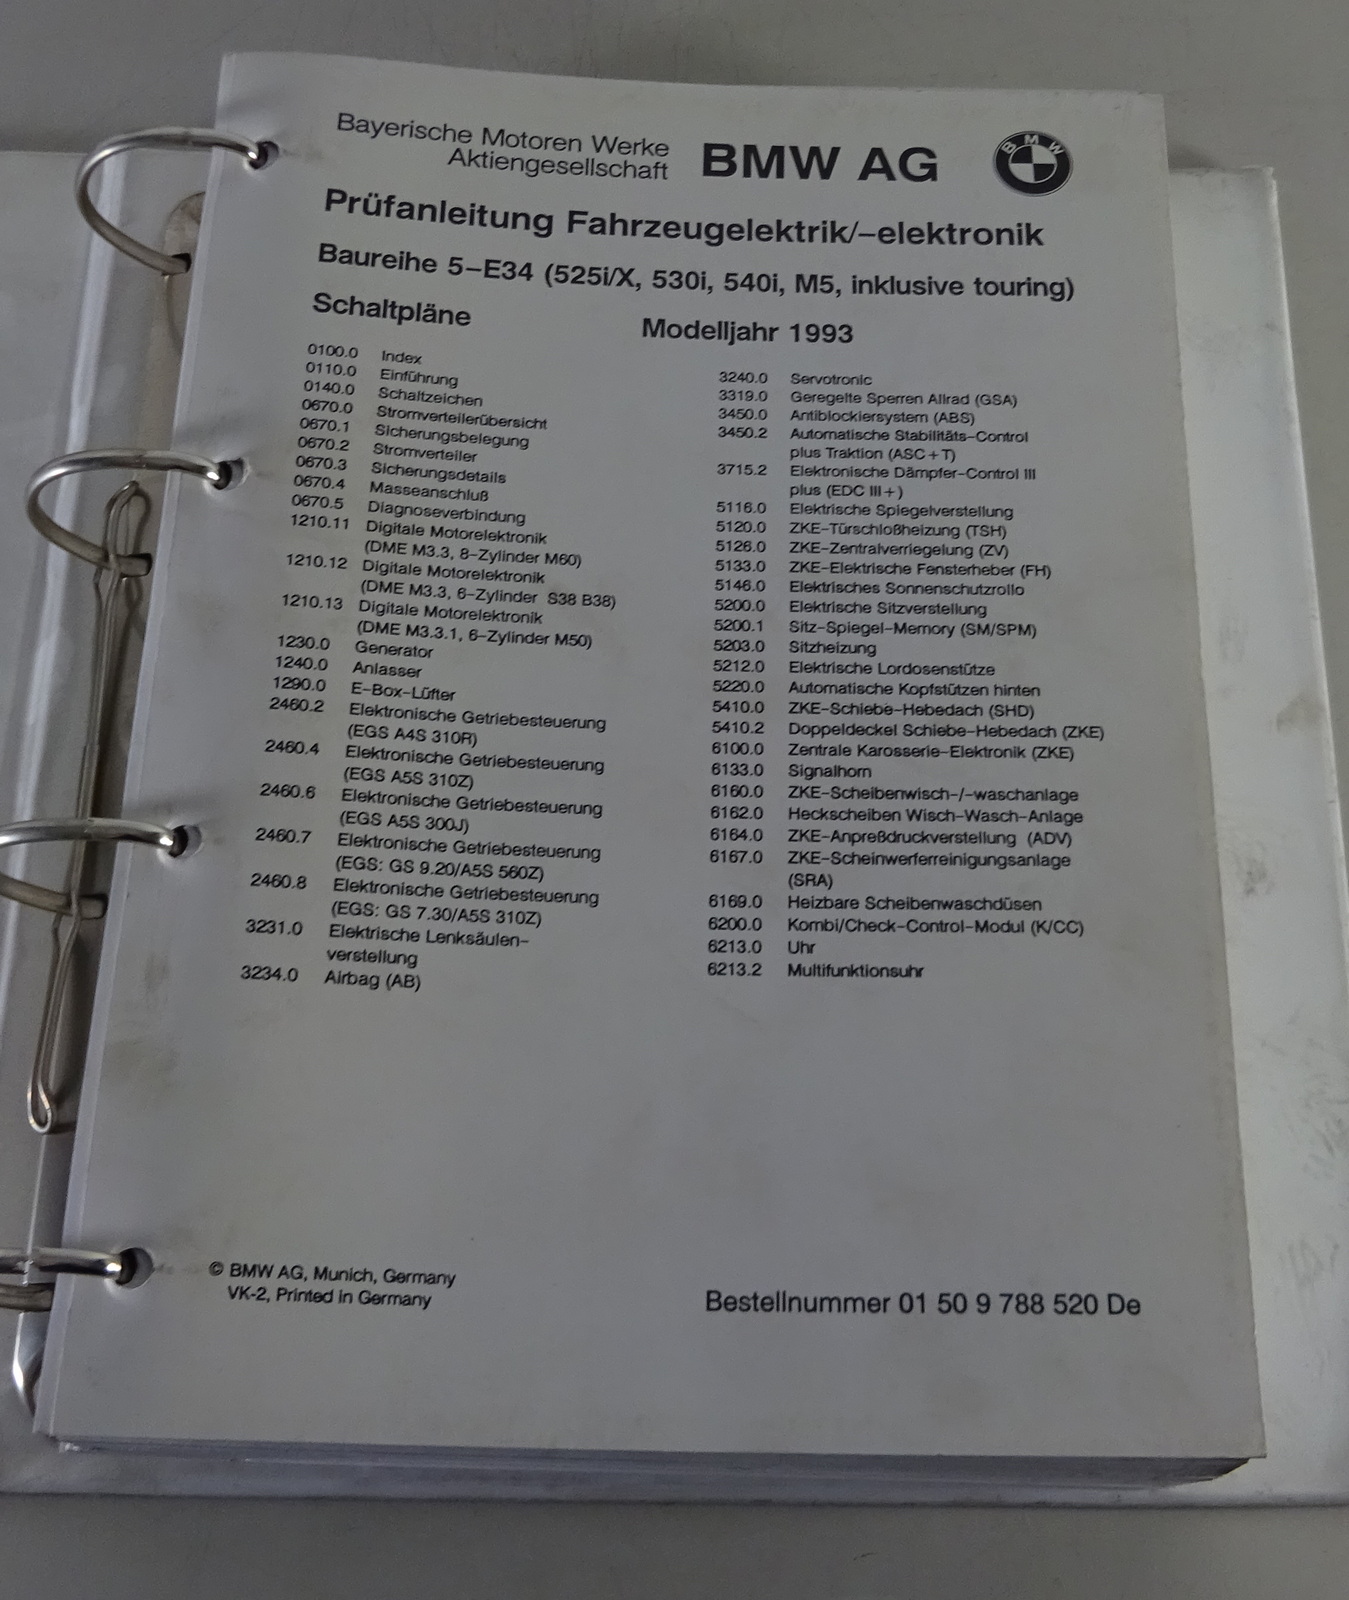 Bayerische Motoren Werke
Aktiengesellschaft
BMW AG
BMW
Prüfanleitung Fahrzeugelektrik/–elektronik
Baureihe 5–E34 (525i/X, 530i, 540i, M5, inklusive touring)
Schaltpläne
Modelljahr 1993
0100.0 Index
0110.0 Einführung
0140.0 Schaltzeichen
0670.0 Stromverteilerübersicht
0670.1 Sicherungsbelegung
0670.2 Stromverteiler
0670.3 Sicherungsdetails
0670.4 Masseanschluß
0670.5 Diagnoseverbindung
1210.11 Digitale Motorelektronik
(DME M3.3, 8–Zylinder M60)
1210.12 Digitale Motorelektronik
(DME M3.3, 6–Zylinder S38 B38)
1210.13 Digitale Motorelektronik
(DME M3.3.1, 6–Zylinder M50)
1230.0 Generator
1240.0 Anlasser
1290.0 E–Box–Lüfter
2460.2 Elektronische Getriebesteuerung
(EGS A4S 310R)
2460.4 Elektronische Getriebesteuerung
(EGS A5S 310Z)
2460.6 Elektronische Getriebesteuerung
(EGS A5S 300J)
2460.7 Elektronische Getriebesteuerung
(EGS: GS 9.20/A5S 560Z)
2460.8 Elektronische Getriebesteuerung
(EGS: GS 7.30/A5S 310Z)
3231.0 Elektrische Lenksäulen–
verstellung
3234.0 Airbag (AB)
3240.0 Servotronic
3319.0 Geregelte Sperren Allrad (GSA)
3450.0 Antiblockiersystem (ABS)
3450.2 Automatische Stabilitäts–Control
plus Traktion (ASC+T)
3715.2 Elektronische Dämpfer–Control III
plus (EDC III+)
5116.0 Elektrische Spiegelverstellung
5120.0 ZKE–Türschloßheizung (TSH)
5126.0 ZKE–Zentralverriegelung (ZV)
5133.0 ZKE–Elektrische Fensterheber (FH)
5146.0 Elektrisches Sonnenschutzrollo
5200.0 Elektrische Sitzverstellung
5200.1 Sitz–Spiegel–Memory (SM/SPM)
5203.0 Sitzheizung
5212.0 Elektrische Lordosenstütze
5220.0 Automatische Kopfstützen hinten
5410.0 ZKE–Schiebe–Hebedach (SHD)
5410.2 Doppeldeckel Schiebe–Hebedach (ZKE)
6100.0 Zentrale Karosserie–Elektronik (ZKE)
6133.0 Signalhorn
6160.0 ZKE–Scheibenwisch–/–waschanlage
6162.0 Heckscheiben Wisch–Wasch–Anlage
6164.0 ZKE–Anpreßdruckverstellung (ADV)
6167.0 ZKE–Scheinwerferreinigungsanlage
(SRA)
6169.0 Heizbare Scheibenwaschdüsen
6200.0 Kombi/Check–Control–Modul (K/CC)
6213.0 Uhr
6213.2 Multifunktionsuhr
© BMW AG, Munich, Germany
VK–2, Printed in Germany
Bestellnummer 01 50 9 788 520 De